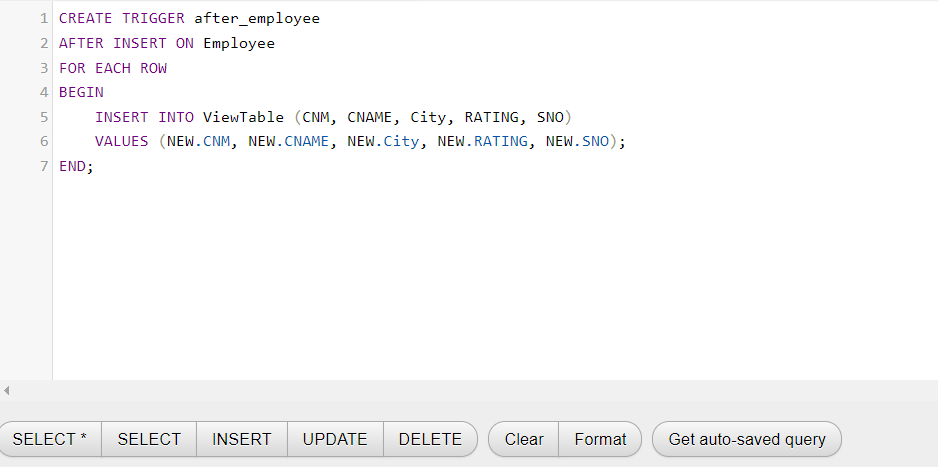 1 CREATE TRIGGER after_employee
2 AFTER INSERT ON Employee
3 FOR EACH ROW
4 BEGIN
5     INSERT INTO ViewTable (CNM, CNAME, City, RATING, SNO)
6     VALUES (NEW.CNM, NEW.CNAME, NEW.City, NEW.RATING, NEW.SNO);
7 END;
SELECT * SELECT INSERT UPDATE DELETE Clear Format Get auto-saved query